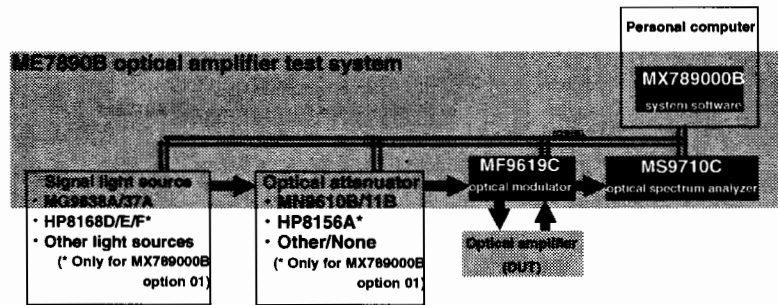 Personal computer
ME7890B optical amplifier test system
MX789000B
system software
MF9619C
optical modulator
MS9710C
optical spectrum analyzer
Signal light source
・MG9638A/37A
・HP8168D/E/F*
・Other light sources
(* Only for MX789000B
option 01)
Optical attenuator
・MN9610B/11B
・HP8156A*
・Other/None
(* Only for MX789000B
option 01)
Optical amplifier
(DUT)